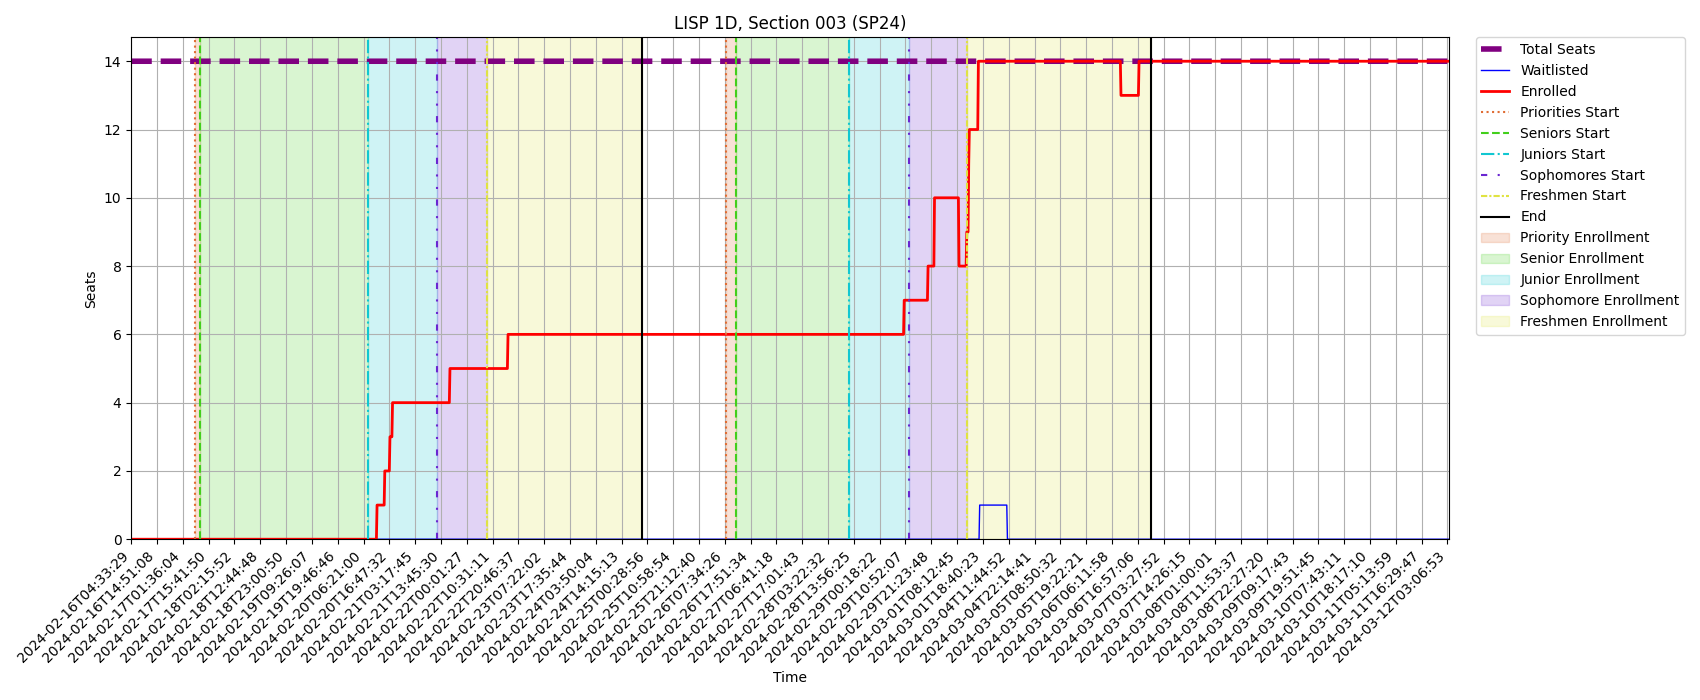 LISP 1D, Section 003 (SP24)
Seats
14
12
10
8
6
4
2
0
2024-02-16T04:33:29
2024-02-16T14:51:08
2024-02-17T01:36:04
2024-02-17T15:41:50
2024-02-18T02:15:52
2024-02-18T12:44:48
2024-02-18T23:00:50
2024-02-19T09:26:07
2024-02-19T19:46:46
2024-02-20T06:21:00
2024-02-20T16:47:32
2024-02-21T03:17:45
2024-02-21T13:45:30
2024-02-22T00:01:27
2024-02-22T10:31:11
2024-02-22T20:46:37
2024-02-23T07:22:02
2024-02-23T17:35:44
2024-02-24T03:50:04
2024-02-24T14:15:13
2024-02-25T00:28:56
2024-02-25T10:58:54
2024-02-25T21:12:40
2024-02-26T07:34:26
2024-02-26T17:51:34
2024-02-27T06:41:18
2024-02-27T17:01:43
2024-02-28T03:22:32
2024-02-28T13:56:25
2024-02-29T00:18:22
2024-02-29T10:52:07
2024-02-29T21:23:48
2024-03-01T08:12:45
2024-03-01T18:40:23
2024-03-04T11:44:52
2024-03-04T22:14:41
2024-03-05T08:50:32
2024-03-05T19:22:21
2024-03-06T06:11:58
2024-03-06T16:57:06
2024-03-07T03:27:52
2024-03-07T14:26:15
2024-03-08T01:00:01
2024-03-08T11:53:37
2024-03-08T22:27:20
2024-03-09T09:17:43
2024-03-09T19:51:45
2024-03-10T07:43:11
2024-03-10T18:17:10
2024-03-11T05:13:59
2024-03-11T16:29:47
2024-03-12T03:06:53
Time
Total Seats
Waitlisted
Enrolled
Priorities Start
Seniors Start
Juniors Start
Sophomores Start
Freshmen Start
End
Priority Enrollment
Senior Enrollment
Junior Enrollment
Sophomore Enrollment
Freshmen Enrollment